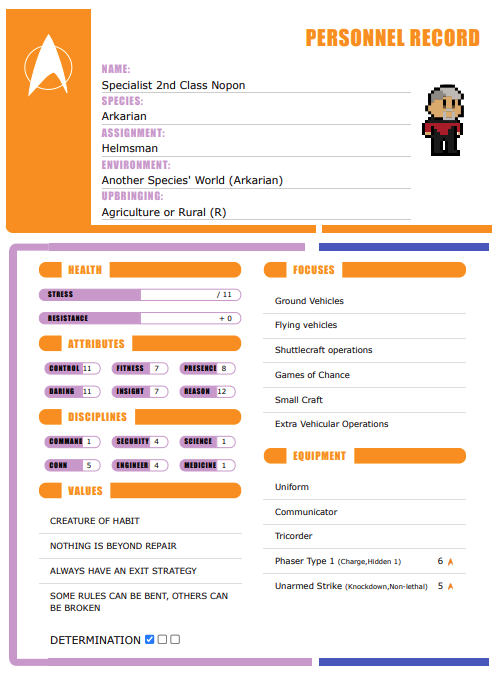 PERSONNEL RECORD
NAME:
Specialist 2nd Class Nopon
SPECIES:
Arkarian
ASSIGNMENT:
Helmsman
ENVIRONMENT:
Another Species' World (Arkarian)
UPBRINGING:
Agriculture or Rural (R)
HEALTH
STRESS / 11
RESISTANCE + 0
ATTRIBUTES
CONTROL 11 FITNESS 7 PRESENCE 8
DARING 11 INSIGHT 7 REASON 12
DISCIPLINES
COMMAND 1 SECURITY 4 SCIENCE 1
CONN 5 ENGINEER 4 MEDICINE 1
VALUES
CREATURE OF HABIT
NOTHING IS BEYOND REPAIR
ALWAYS HAVE AN EXIT STRATEGY
SOME RULES CAN BE BENT, OTHERS CAN
BE BROKEN
DETERMINATION
FOCUSES
Ground Vehicles
Flying vehicles
Shuttlecraft operations
Games of Chance
Small Craft
Extra Vehicular Operations
EQUIPMENT
Uniform
Communicator
Tricorder
Phaser Type 1 (Charge,Hidden 1) 6
Unarmed Strike (Knockdown,Non-lethal) 5